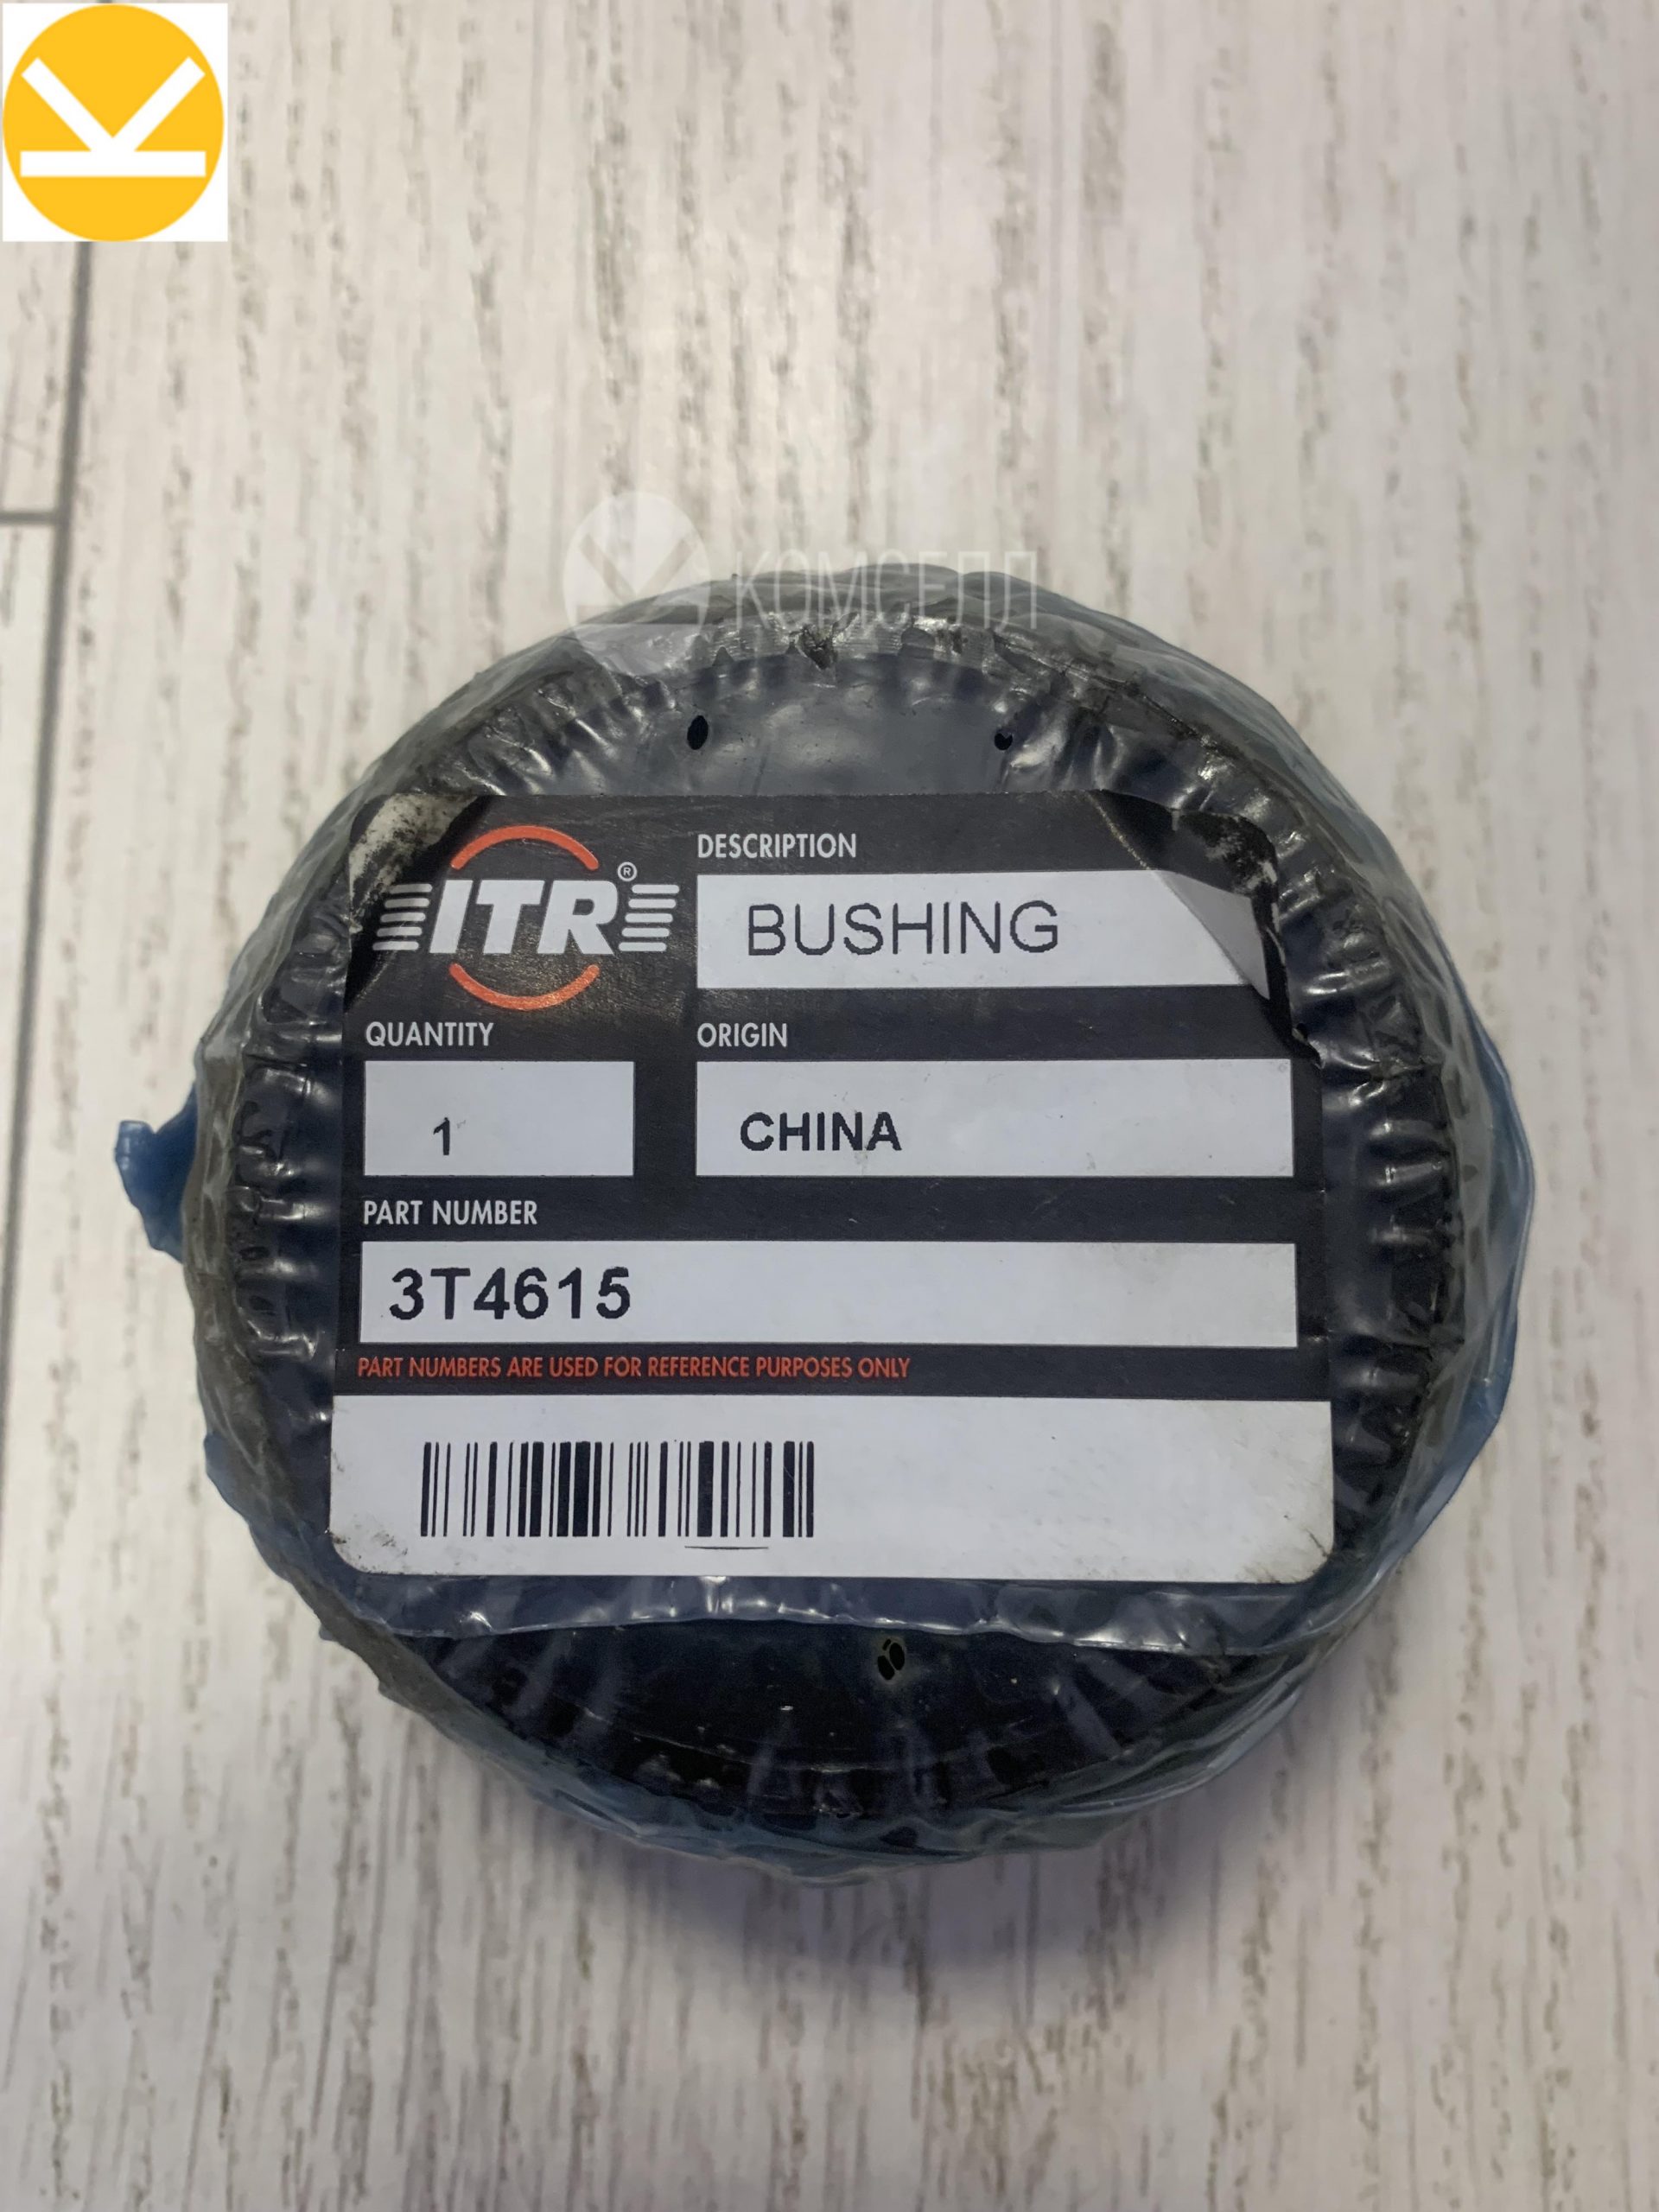 КОМСЕЛЛ
ITR®
DESCRIPTION
BUSHING
QUANTITY
ORIGIN
1
CHINA
PART NUMBER
3T4615
PART NUMBERS ARE USED FOR REFERENCE PURPOSES ONLY